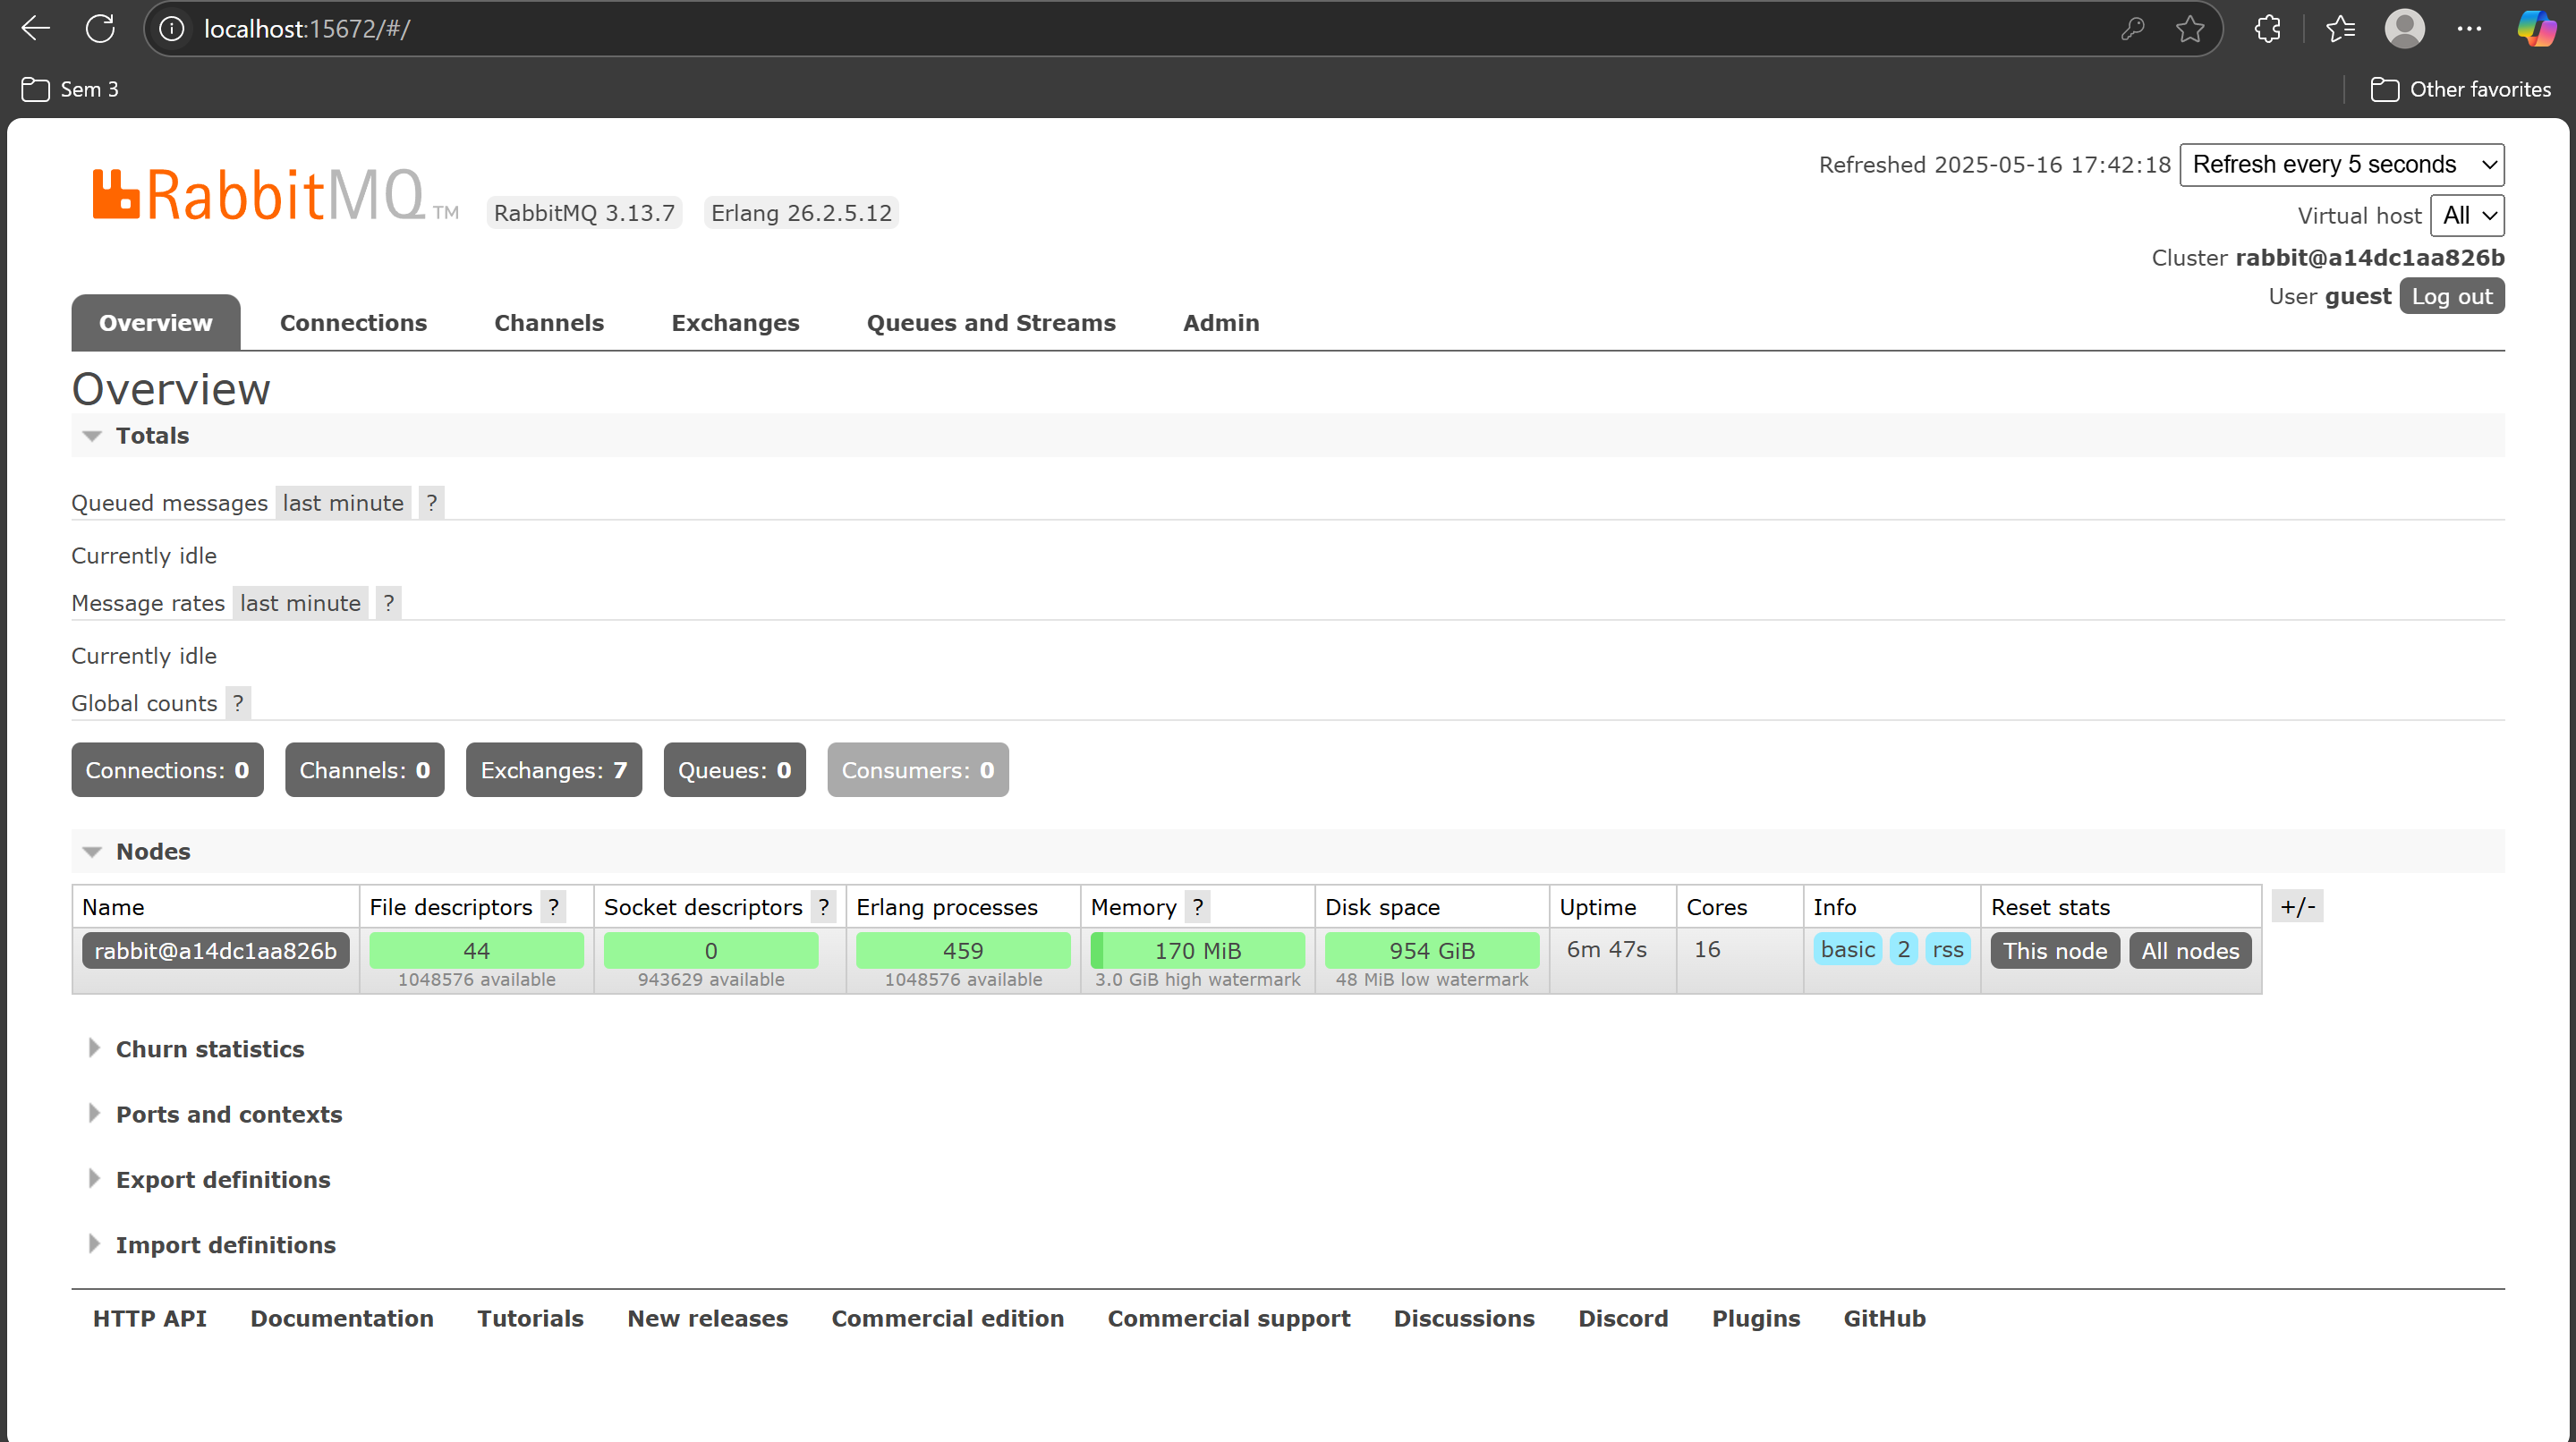 localhost:15672/#/
Sem 3
Other favorites
RabbitMQ TM
RabbitMQ 3.13.7 Erlang 26.2.5.12
Refreshed 2025-05-16 17:42:18 Refresh every 5 seconds
Virtual host All
Cluster rabbit@a14dc1aa826b
User guest Log out
Overview Connections Channels Exchanges Queues and Streams Admin
Overview
Totals
Queued messages last minute ?
Currently idle
Message rates last minute ?
Currently idle
Global counts ?
Connections: 0 Channels: 0 Exchanges: 7 Queues: 0 Consumers: 0
Nodes
Name File descriptors ? Socket descriptors ? Erlang processes Memory ? Disk space Uptime Cores Info Reset stats +/-
rabbit@a14dc1aa826b 44 0 459 170 MiB 954 GiB 6m 47s 16 basic 2 rss This node All nodes
1048576 available 943629 available 1048576 available 3.0 GiB high watermark 48 MiB low watermark
Churn statistics
Ports and contexts
Export definitions
Import definitions
HTTP API Documentation Tutorials New releases Commercial edition Commercial support Discussions Discord Plugins GitHub